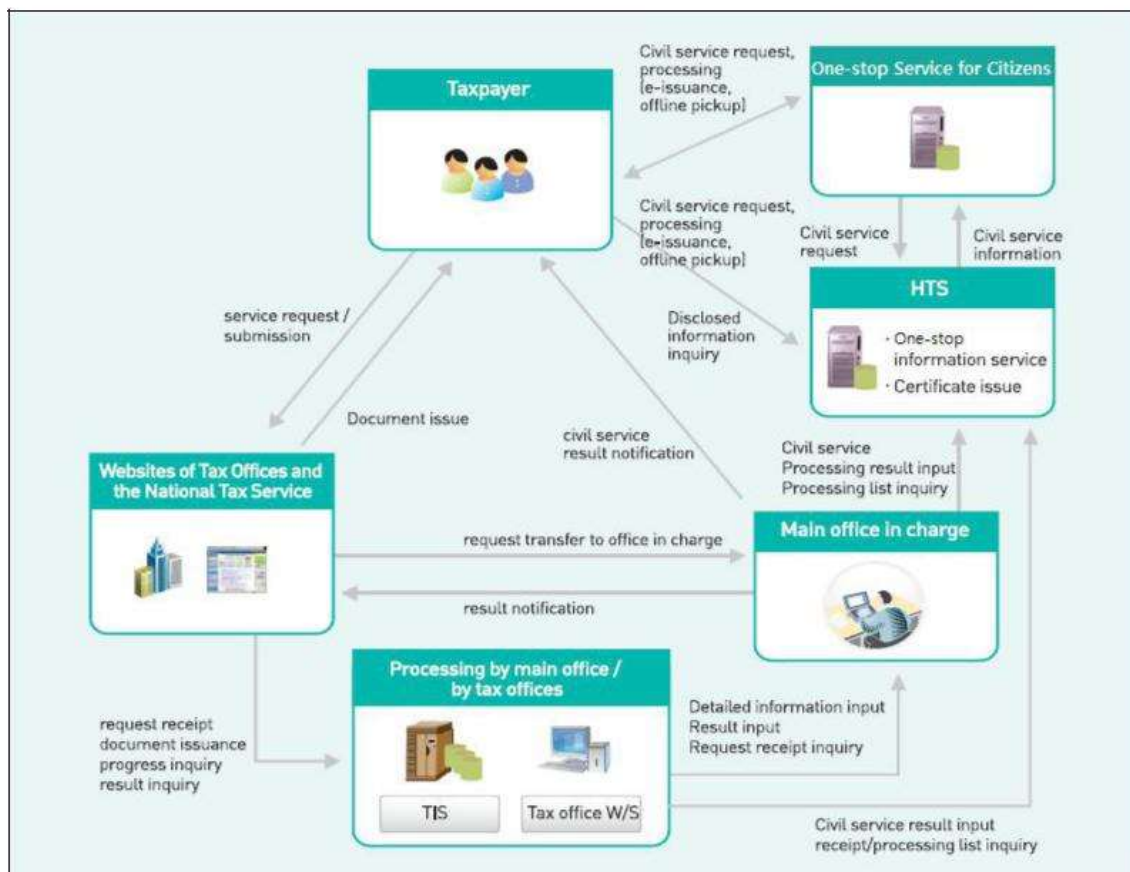 Taxpayer
Civil service request,
processing
(e-issuance,
offline pickup)
One-stop Service for Citizens
Civil service request,
processing
(e-issuance,
offline pickup)
Civil service
request
Civil service
information
HTS
· One-stop
information service
· Certificate issue
Disclosed
information
inquiry
service request /
submission
Document issue
civil service
result notification
Civil service
Processing result input
Processing list inquiry
Websites of Tax Offices and
the National Tax Service
request transfer to office in charge
result notification
Main office in charge
Processing by main office /
by tax offices
TIS
Tax office W/S
request receipt
document issuance
progress inquiry
result inquiry
Detailed information input
Result input
Request receipt inquiry
Civil service result input
receipt/processing list inquiry